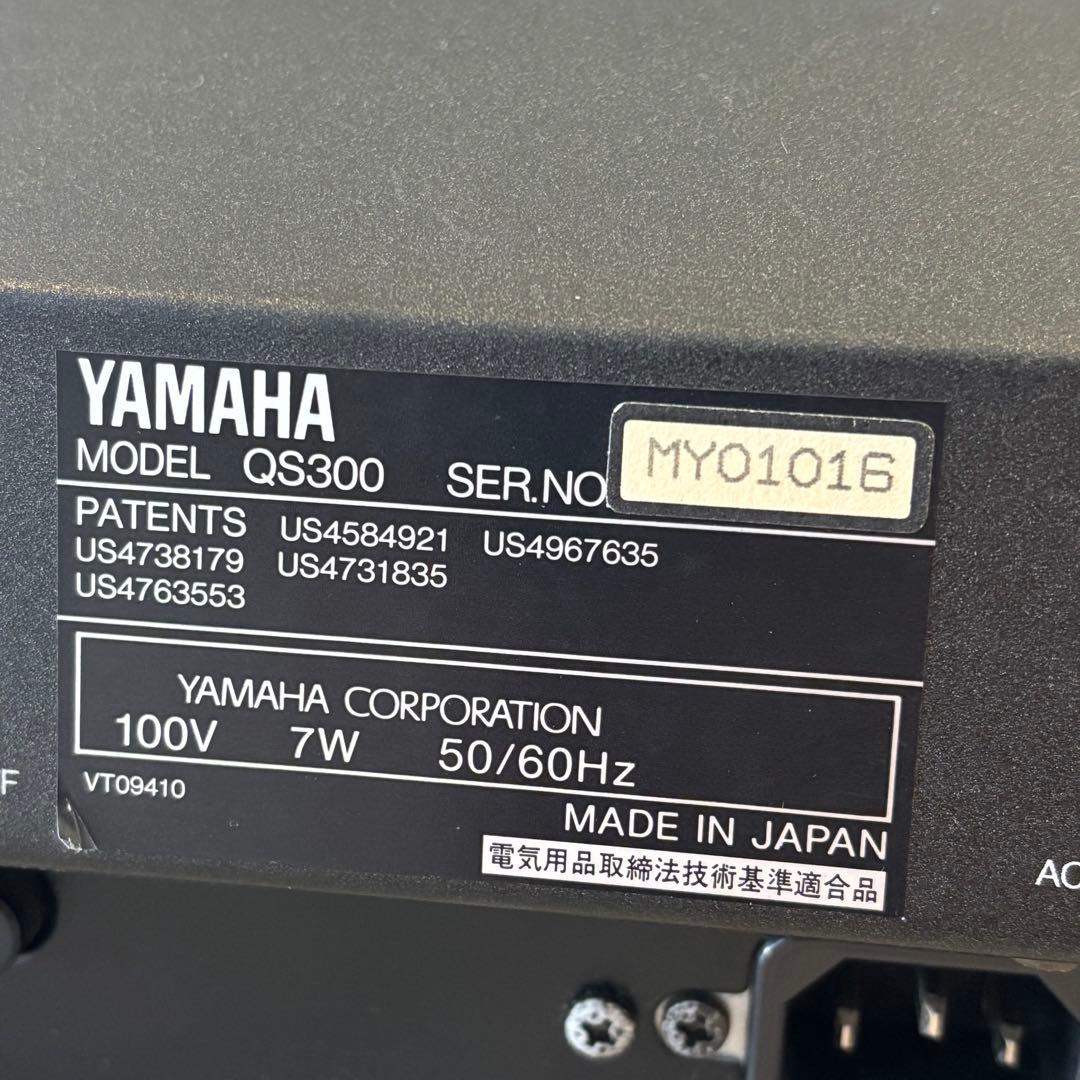 YAMAHA
MODEL QS300 SER.NO. MY01016
PATENTS US4584921 US4967635
US4738179 US4731835
US4763553
YAMAHA CORPORATION
100V 7W 50/60Hz
VT09410
MADE IN JAPAN
電気用品取締法技術基準適合品